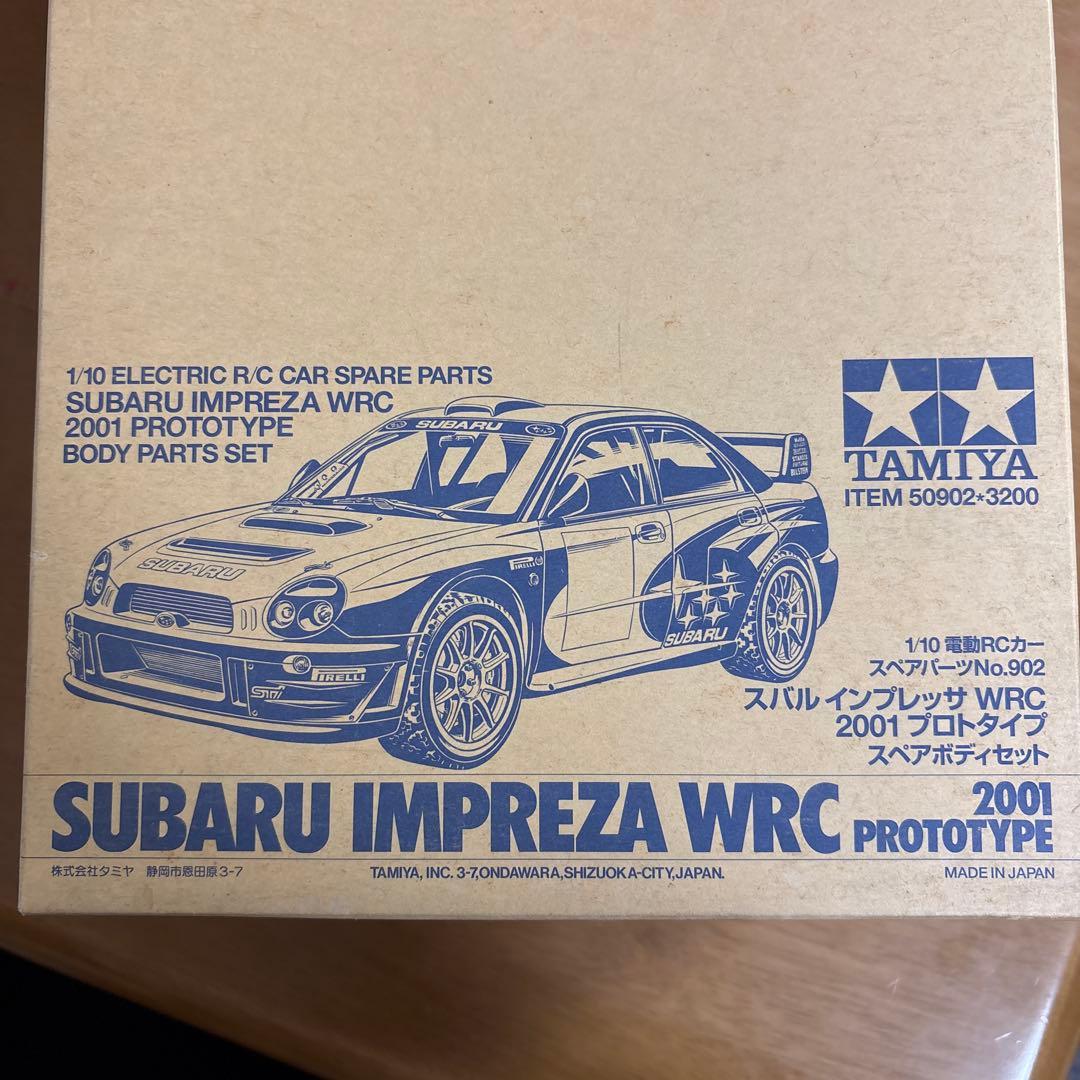 1/10 ELECTRIC R/C CAR SPARE PARTS
SUBARU IMPREZA WRC
2001 PROTOTYPE
BODY PARTS SET
TAMIYA
ITEM 50902*3200
SUBARU
SUBARU
PIRELLI
SUBARU
STi
PIRELLI
1/10 電動RCカー
スペアパーツNo.902
スバル インプレッサ WRC
2001 プロトタイプ
スペアボディセット
SUBARU IMPREZA WRC 2001 PROTOTYPE
株式会社タミヤ 静岡市恩田原3-7
TAMIYA, INC. 3-7,ONDAWARA,SHIZUOKA-CITY,JAPAN.
MADE IN JAPAN